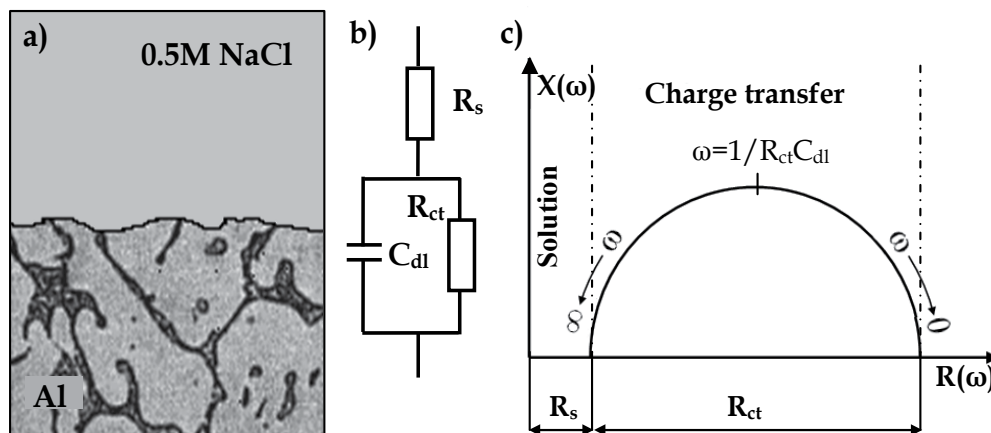 a)
0.5M NaCl
Al
b)
Rs
Rct
Cdl
c)
X(ω)
Charge transfer
ω=1/RctCdl
Solution
ω
∞
ω
0
R(ω)
Rs
Rct